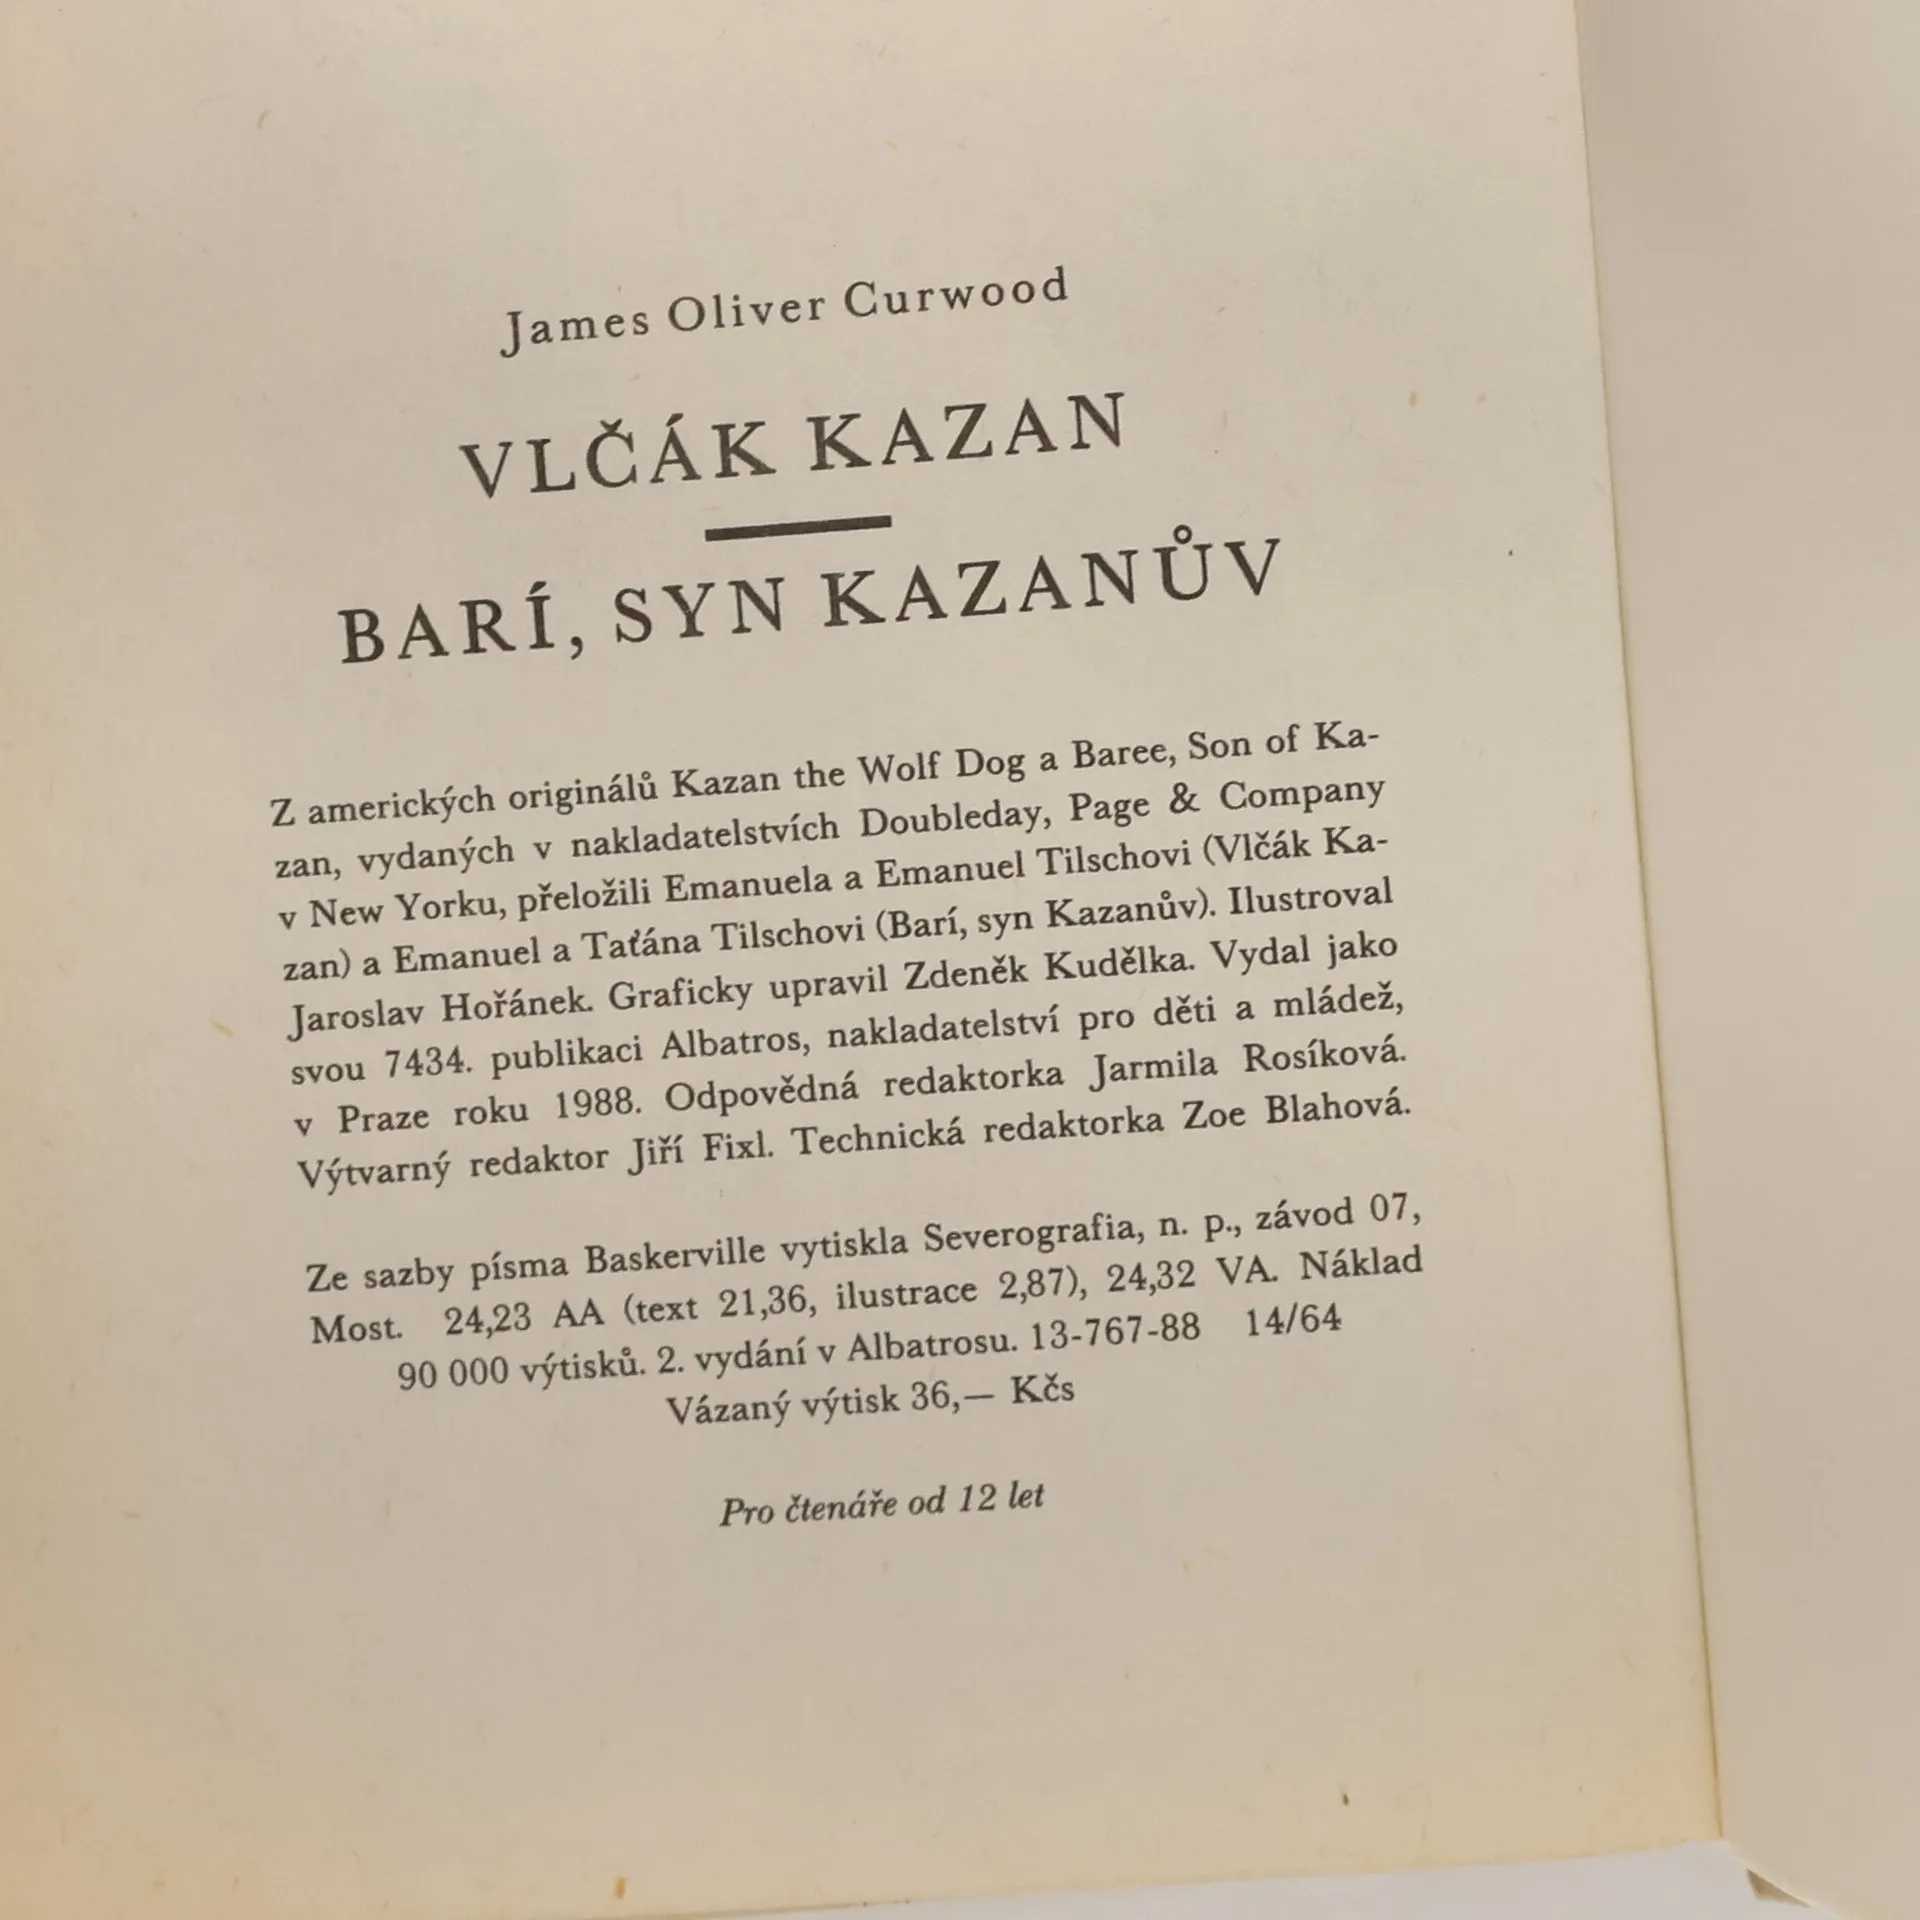 James Oliver Curwood
VLČÁK KAZAN
BARÍ, SYN KAZANŮV
Z amerických originálů Kazan the Wolf Dog a Baree, Son of Ka-
zan, vydaných v nakladatelstvích Doubleday, Page & Company
v New Yorku, přeložili Emanuela a Emanuel Tilschovi (Vlčák Ka-
zan) a Emanuel a Taťána Tilschovi (Barí, syn Kazanův). Ilustroval
Jaroslav Hořánek. Graficky upravil Zdeněk Kudělka. Vydal jako
svou 7434. publikaci Albatros, nakladatelství pro děti a mládež,
v Praze roku 1988. Odpovědná redaktorka Jarmila Rosíková.
Výtvarný redaktor Jiří Fixl. Technická redaktorka Zoe Blahová.
Ze sazby písma Baskerville vytiskla Severografia, n. p., závod 07,
Most. 24,23 AA (text 21,36, ilustrace 2,87), 24,32 VA. Náklad
90 000 výtisků. 2. vydání v Albatrosu. 13-767-88 14/64
Vázaný výtisk 36,— Kčs
Pro čtenáře od 12 let